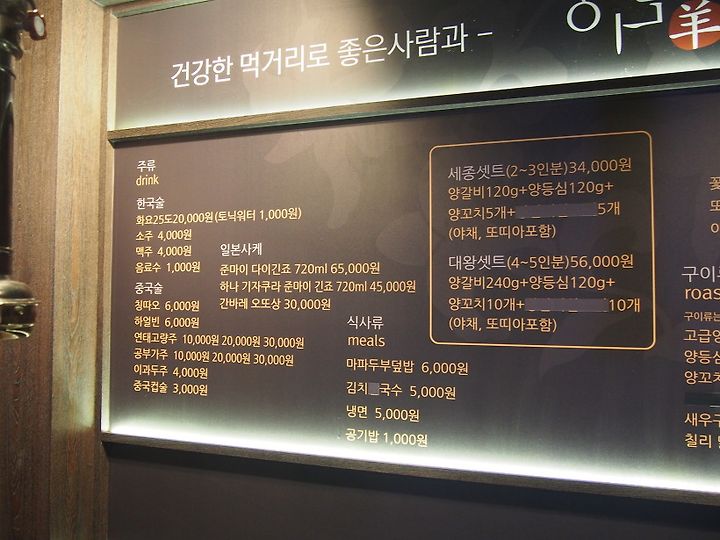 건강한 먹거리로 좋은사람과 -
羊
주류
drink
한국술
화요25도20,000원(토닉워터 1,000원)
소주 4,000원
맥주 4,000원
음료수 1,000원
중국술
칭따오 6,000원
하얼빈 6,000원
연태고량주 10,000원 20,000원 30,000원
공부가주 10,000원 20,000원 30,000원
이과두주 4,000원
중국컵술 3,000원
일본사케
준마이 다이긴죠 720ml 65,000원
하나 기자쿠라 준마이 긴죠 720ml 45,000원
간바레 오또상 30,000원
식사류
meals
마파두부덮밥 6,000원
김치 국수 5,000원
냉면 5,000원
공기밥 1,000원
세종셋트(2~3인분)34,000원
양갈비120g+양등심120g+
양꼬치5개+ 5개
(야채, 또띠아포함)
대왕셋트(4~5인분)56,000원
양갈비240g+양등심120g+
양꼬치10개+ 10개
(야채, 또띠아포함)
구이
roas
구이류는
고급양
양등심
양꼬치
새우구
칠리